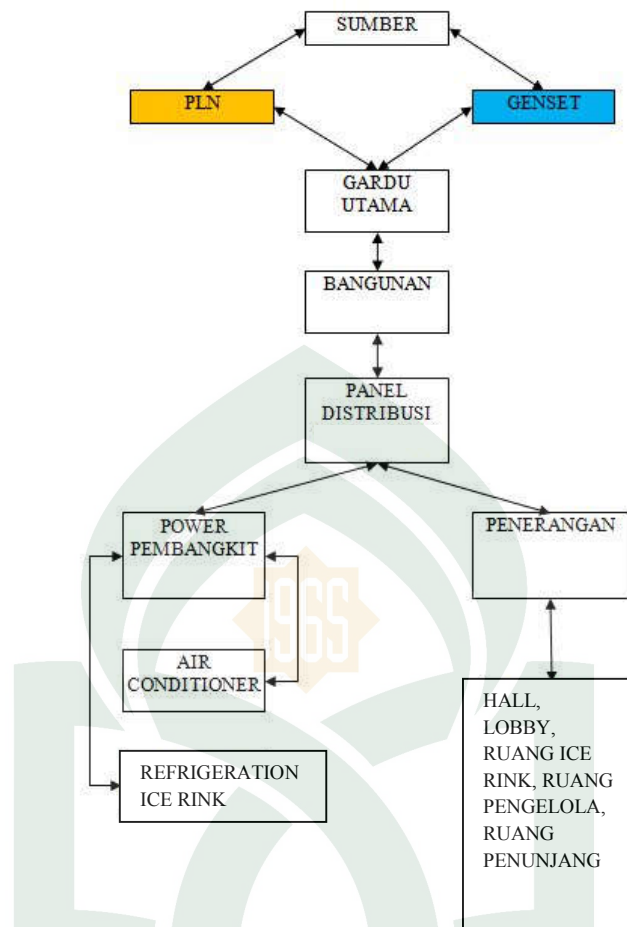 SUMBER
PLN
GENSET
GARDU
UTAMA
BANGUNAN
PANEL
DISTRIBUSI
POWER
PEMBANGKIT
PENERANGAN
1965
AIR
CONDITIONER
REFRIGERATION
ICE RINK
HALL,
LOBBY,
RUANG ICE
RINK, RUANG
PENGELOLA,
RUANG
PENUNJANG